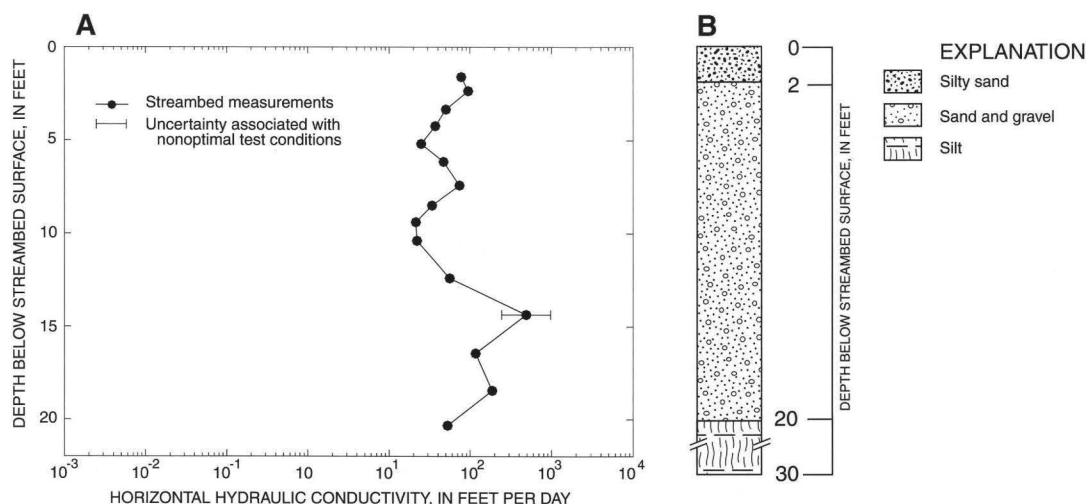 A
0
5
10
15
20
DEPTH BELOW STREAMBED SURFACE, IN FEET
Streambed measurements
Uncertainty associated with
nonoptimal test conditions
10-3 10-2 10-1 100 101 102 103 104
HORIZONTAL HYDRAULIC CONDUCTIVITY, IN FEET PER DAY
B
0
2
20
30
DEPTH BELOW STREAMBED SURFACE, IN FEET
EXPLANATION
Silty sand
Sand and gravel
Silt